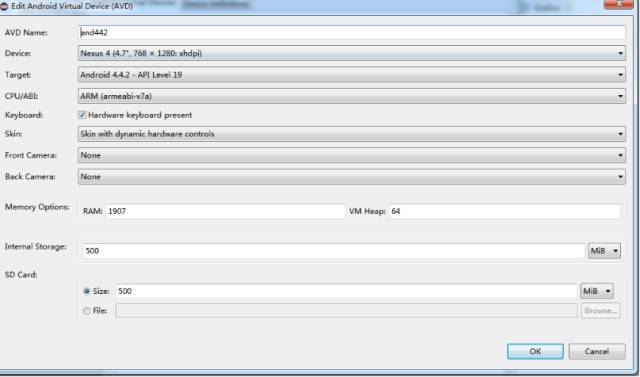 Edit Android Virtual Device (AVD)
AVD Name: and442
Device: Nexus 4 (4.7", 768 × 1280: xhdpi)
Target: Android 4.4.2 - API Level 19
CPU/ABI: ARM (armeabi-v7a)
Keyboard: Hardware keyboard present
Skin: Skin with dynamic hardware controls
Front Camera: None
Back Camera: None
Memory Options: RAM: 1907 VM Heap: 64
Internal Storage: 500 MiB
SD Card:
Size: 500 MiB
File: Browse...
OK Cancel